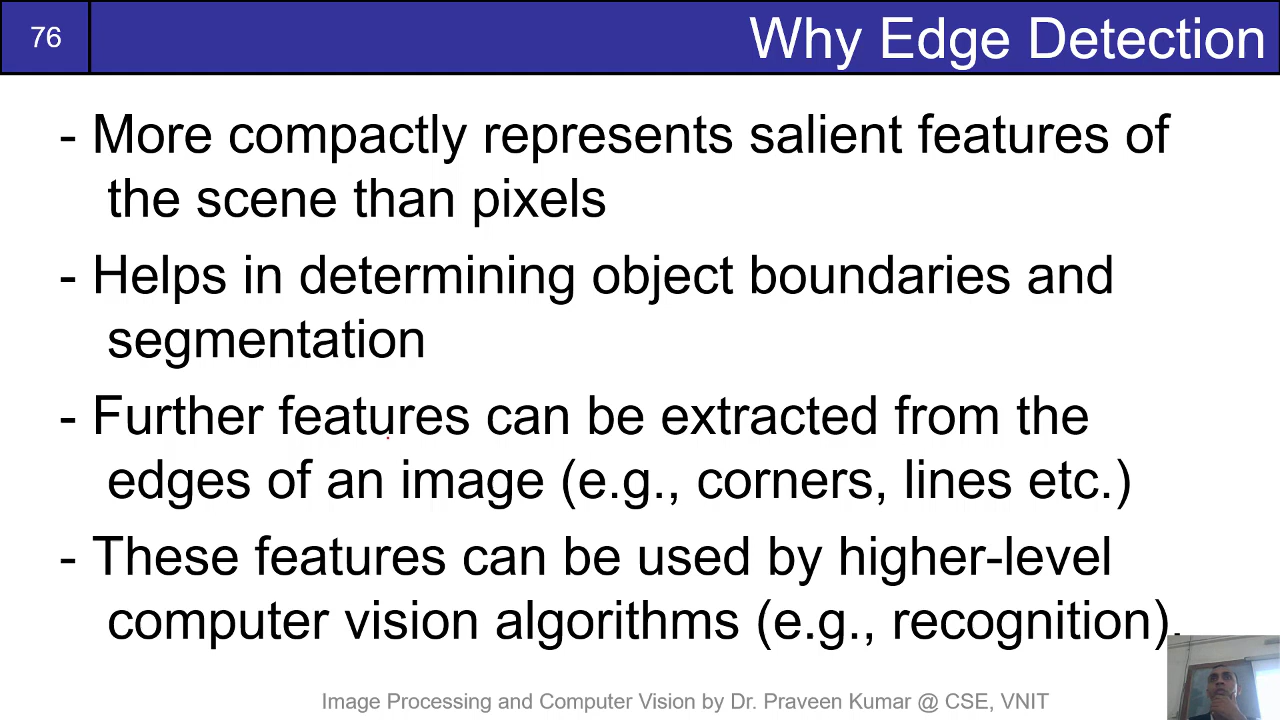 76
Why Edge Detection
- More compactly represents salient features of
the scene than pixels
- Helps in determining object boundaries and
segmentation
- Further features can be extracted from the
edges of an image (e.g., corners, lines etc.)
- These features can be used by higher-level
computer vision algorithms (e.g., recognition).
Image Processing and Computer Vision by Dr. Praveen Kumar @ CSE, VNIT